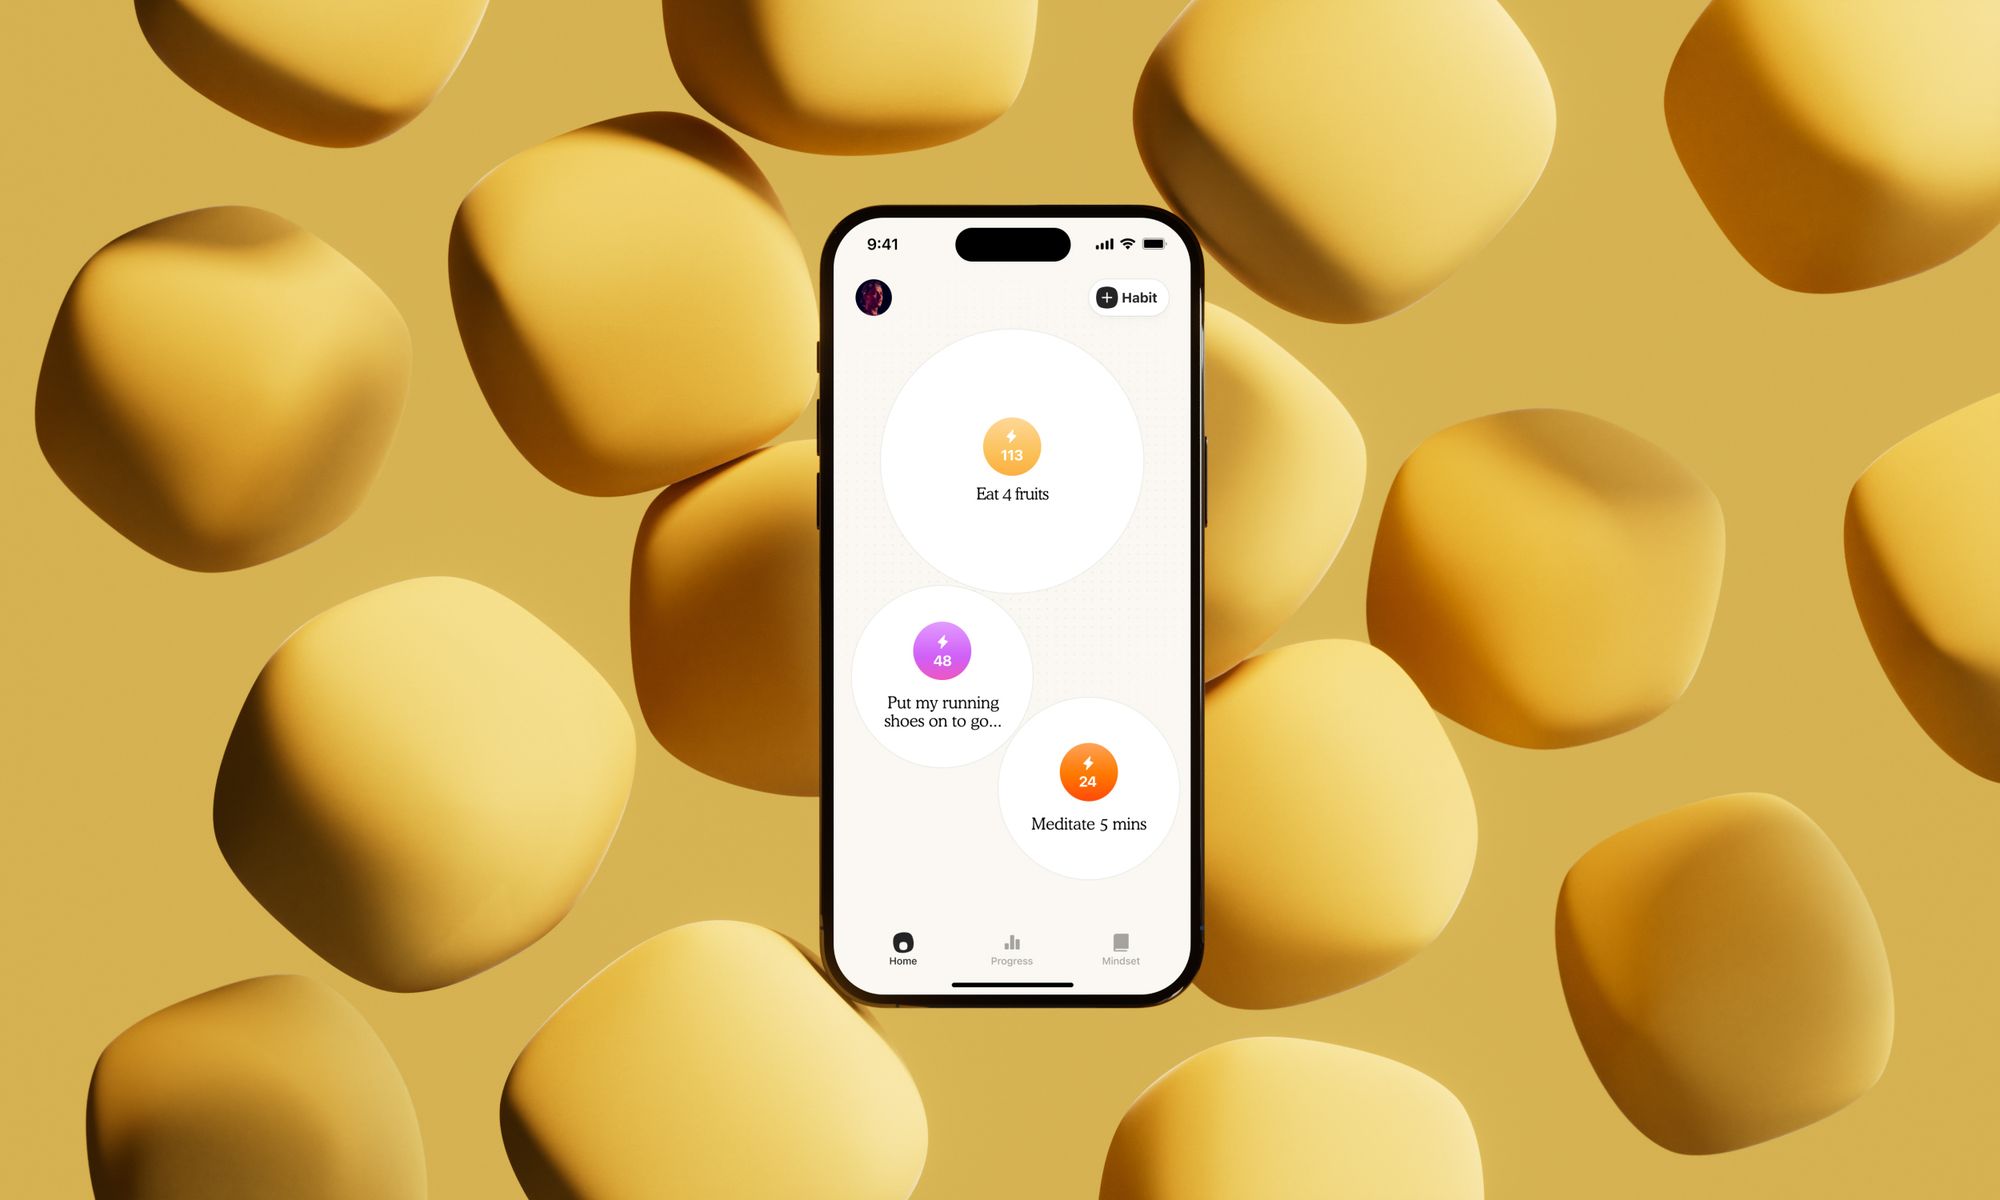 9:41
Habit
113
Eat 4 fruits
48
Put my running
shoes on to go...
24
Meditate 5 mins
Home
Progress
Mindset